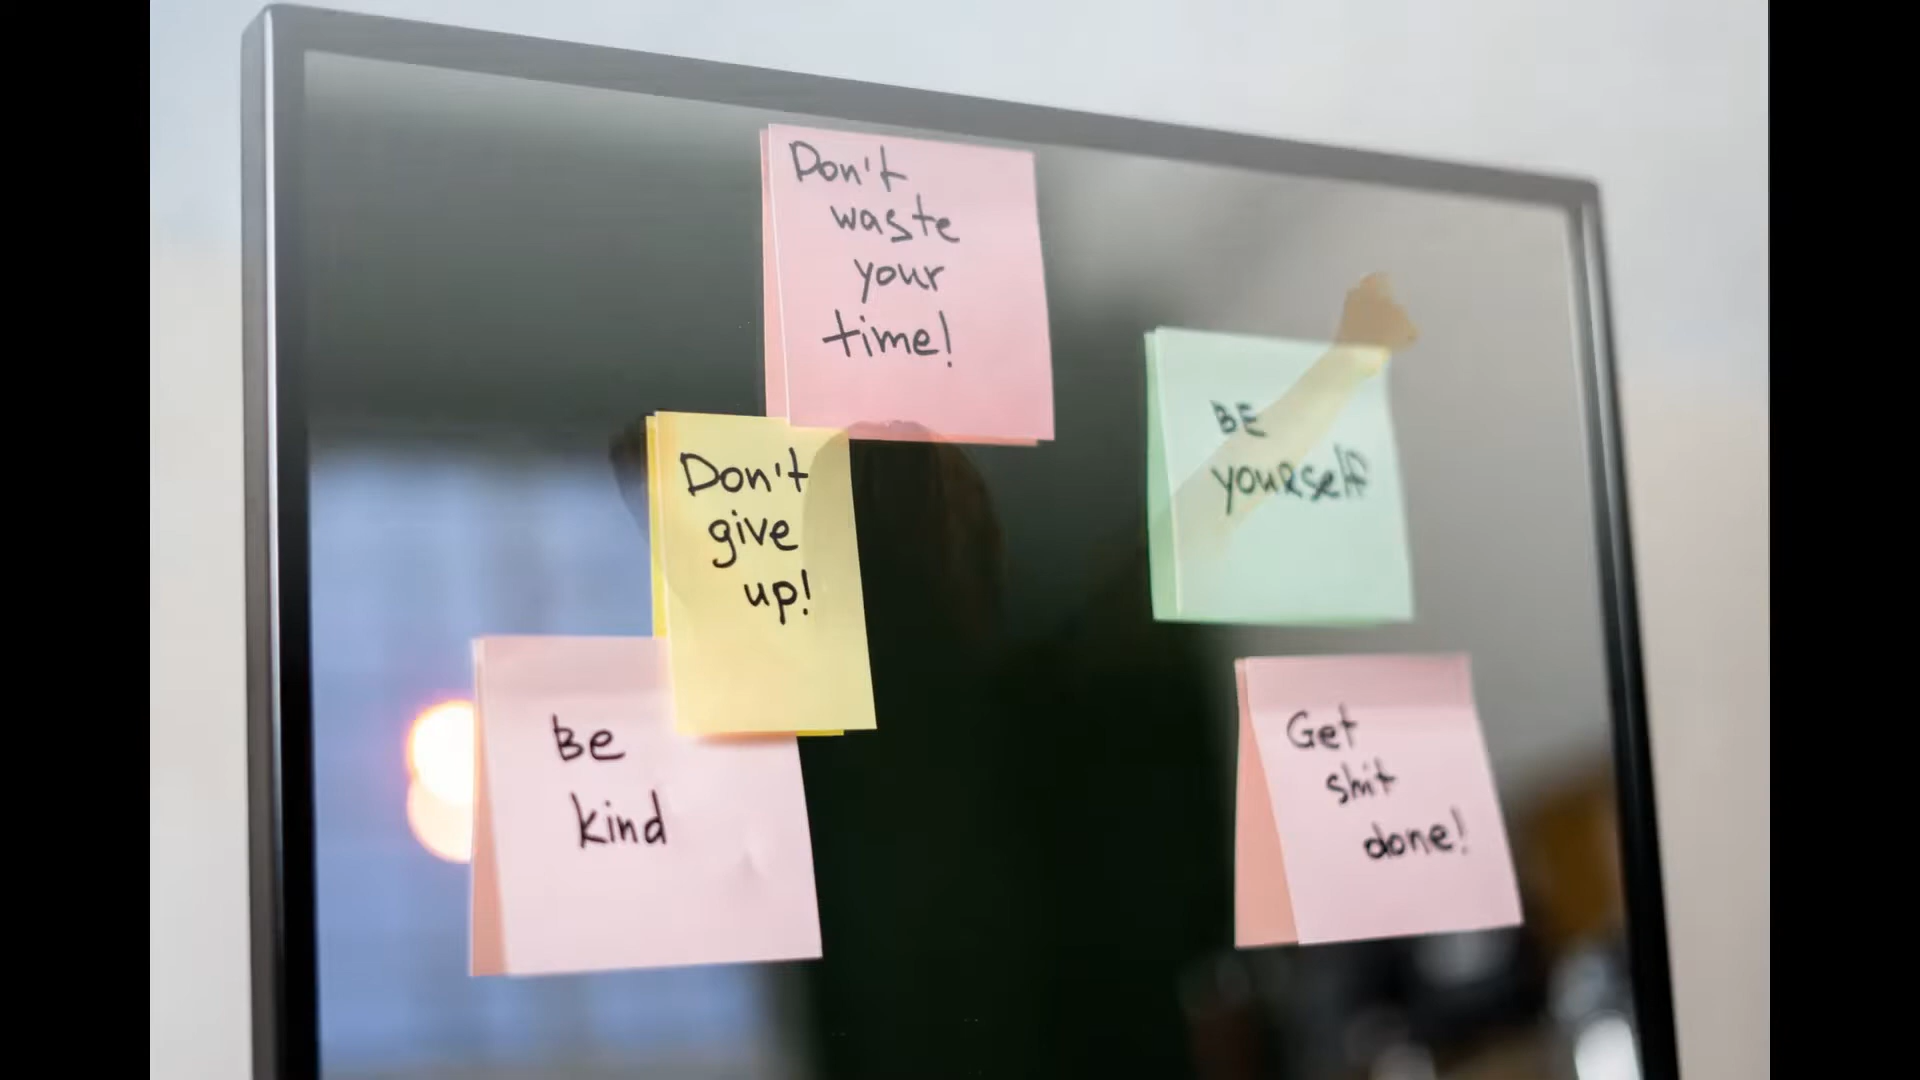 Don't
waste
your
time!
Don't
give
up!
BE
youRself
Be
kind
Get
shit
done!